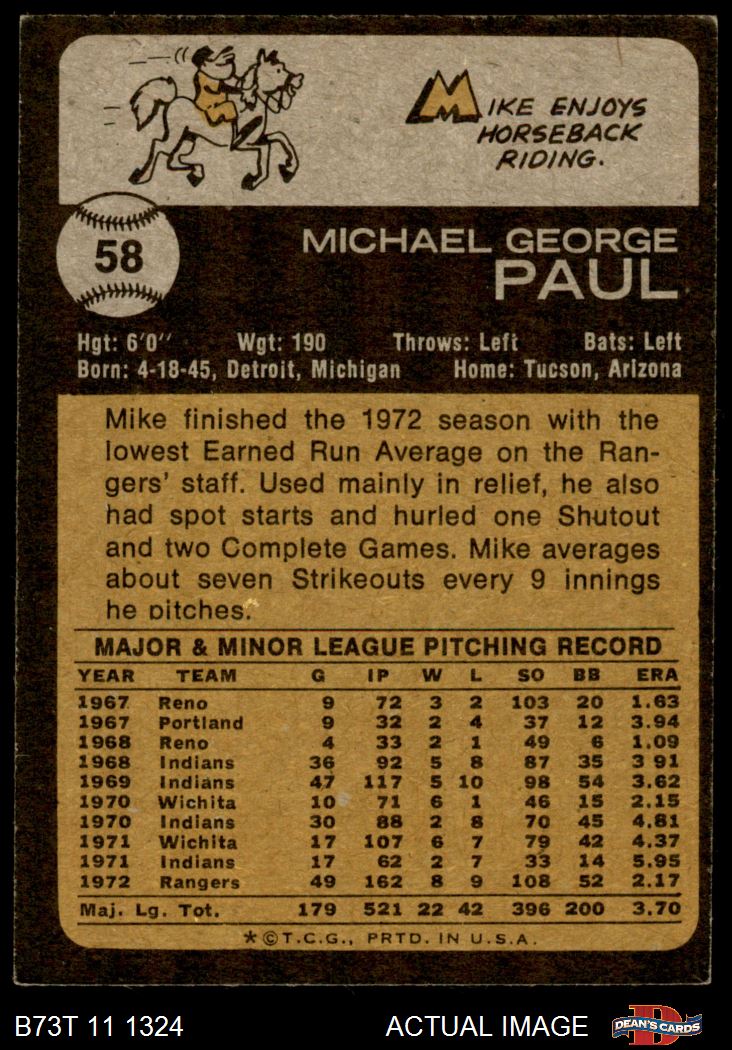 MIKE ENJOYS
HORSEBACK
RIDING.
58
MICHAEL GEORGE
PAUL
Hgt: 6'0'' Wgt: 190 Throws: Left Bats: Left
Born: 4-18-45, Detroit, Michigan Home: Tucson, Arizona
Mike finished the 1972 season with the
lowest Earned Run Average on the Ran-
gers' staff. Used mainly in relief, he also
had spot starts and hurled one Shutout
and two Complete Games. Mike averages
about seven Strikeouts every 9 innings
he pitches.
MAJOR & MINOR LEAGUE PITCHING RECORD
YEAR TEAM G IP W L SO BB ERA
1967 Reno 9 72 3 2 103 20 1.63
1967 Portland 9 32 2 4 37 12 3.94
1968 Reno 4 33 2 1 49 6 1.09
1968 Indians 36 92 5 8 87 35 3 91
1969 Indians 47 117 5 10 98 54 3.62
1970 Wichita 10 71 6 1 46 15 2.15
1970 Indians 30 88 2 8 70 45 4.81
1971 Wichita 17 107 6 7 79 42 4.37
1971 Indians 17 62 2 7 33 14 5.95
1972 Rangers 49 162 8 9 108 52 2.17
Maj. Lg. Tot. 179 521 22 42 396 200 3.70
*©T.C.G., PRTD. IN U.S.A.
B73T 11 1324 ACTUAL IMAGE D DEAN'S CARDS